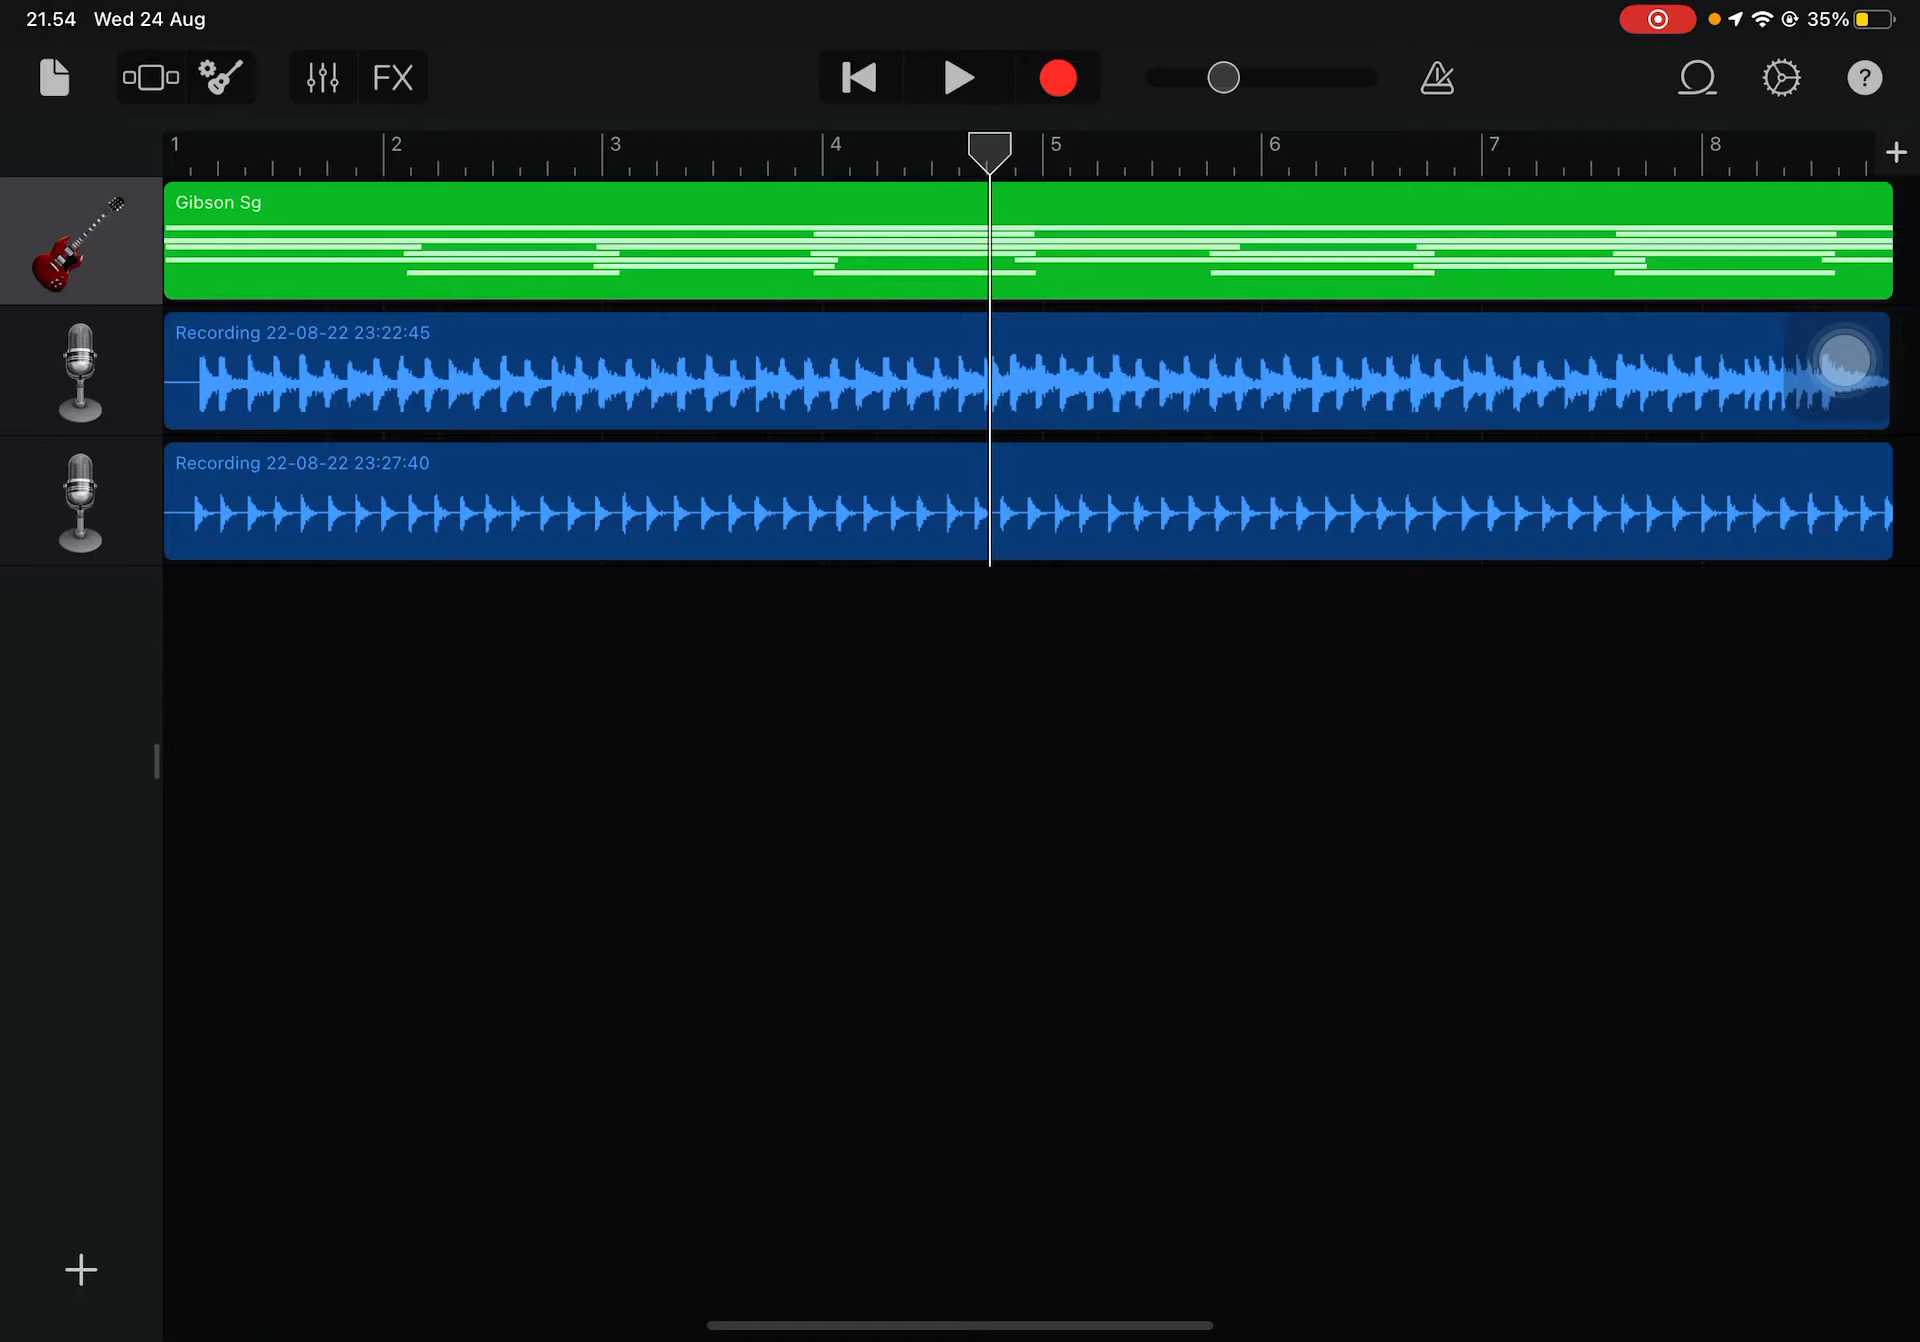 21.54 Wed 24 Aug
35%
FX
?
1 2 3 4 5 6 7 8
Gibson Sg
Recording 22-08-22 23:22:45
Recording 22-08-22 23:27:40